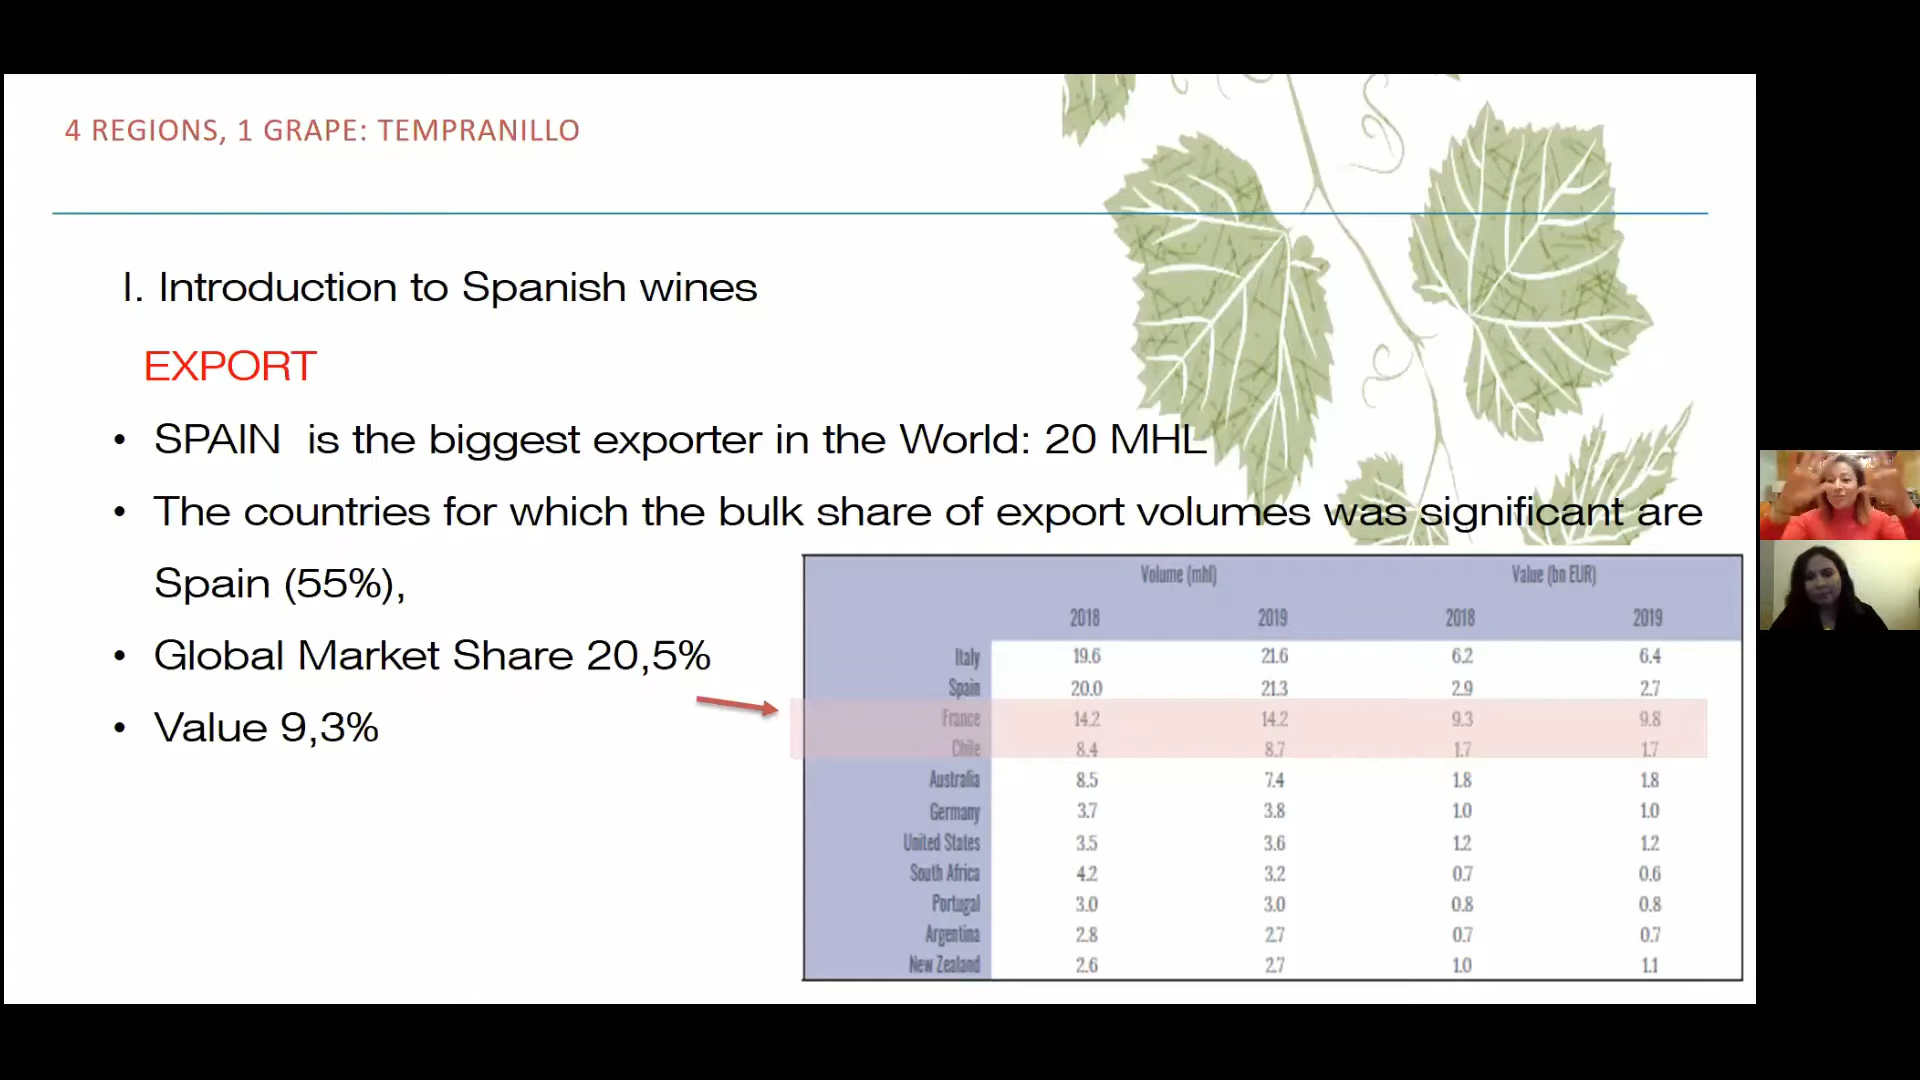 4 REGIONS, 1 GRAPE: TEMPRANILLO
I. Introduction to Spanish wines
EXPORT
• SPAIN is the biggest exporter in the World: 20 MHL
• The countries for which the bulk share of export volumes was significant are
Spain (55%),
• Global Market Share 20,5%
• Value 9,3%
Volume (mhl) Value (bn EUR)
2018 2019 2018 2019
Italy 19.6 21.6 6.2 6.4
Spain 20.0 21.3 2.9 2.7
France 14.2 14.2 9.3 9.8
Chile 8.4 8.7 1.7 1.7
Australia 8.5 7.4 1.8 1.8
Germany 3.7 3.8 1.0 1.0
United States 3.5 3.6 1.2 1.2
South Africa 4.2 3.2 0.7 0.6
Portugal 3.0 3.0 0.8 0.8
Argentina 2.8 2.7 0.7 0.7
New Zealand 2.6 2.7 1.0 1.1